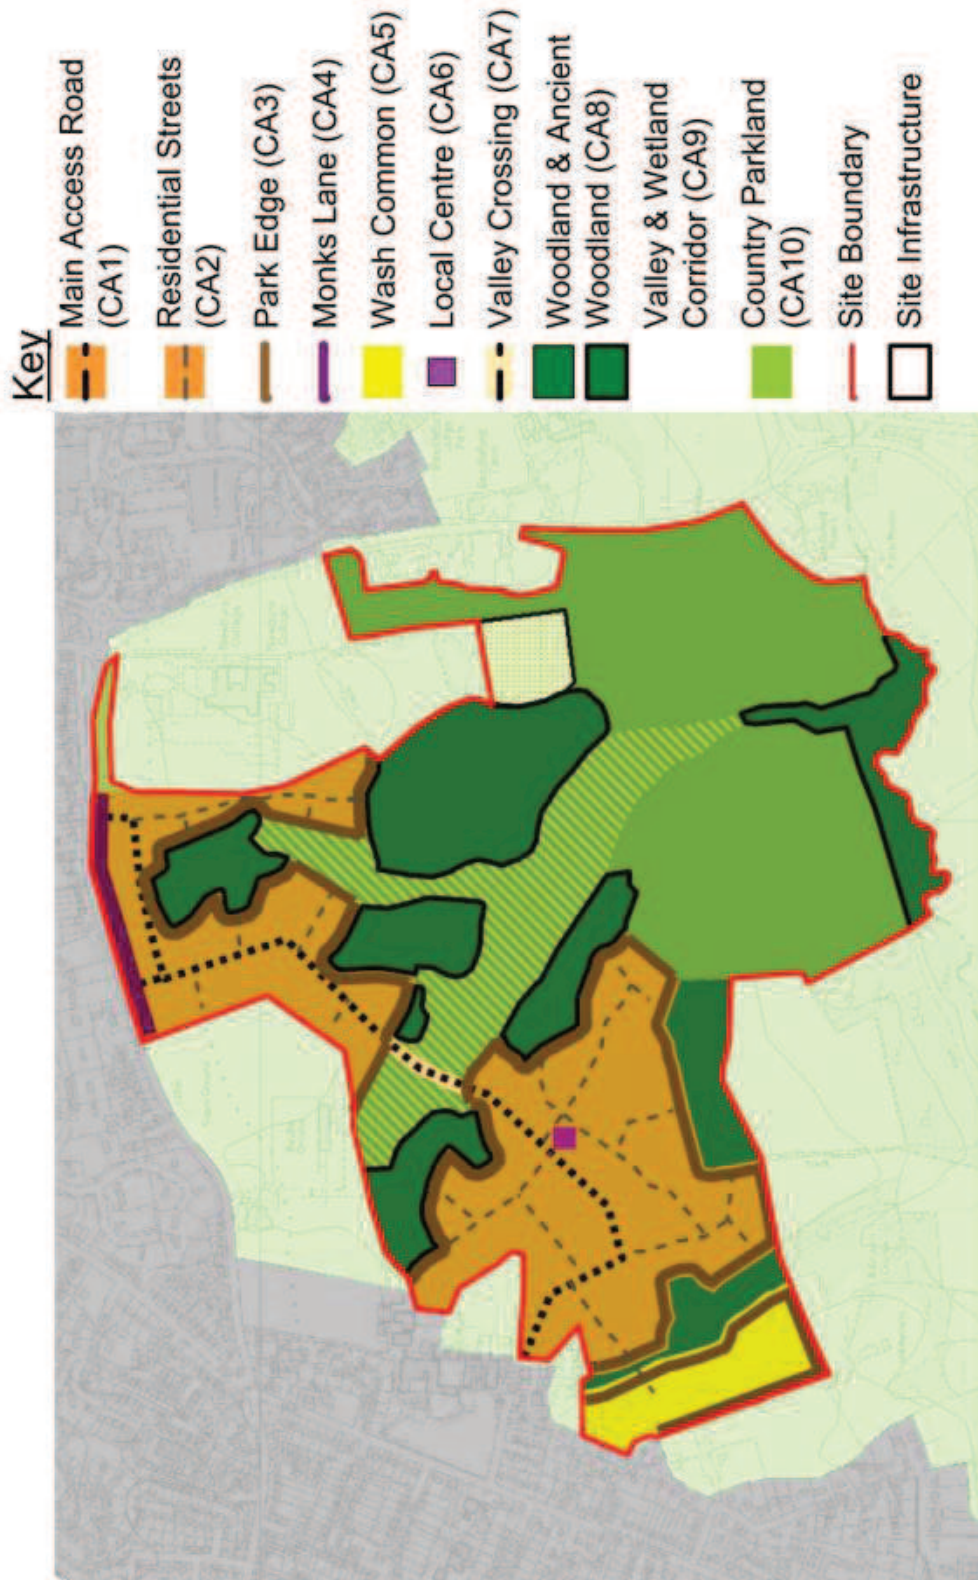 Key
Main Access Road
(CA1)
Residential Streets
(CA2)
Park Edge (CA3)
Monks Lane (CA4)
Wash Common (CA5)
Local Centre (CA6)
Valley Crossing (CA7)
Woodland & Ancient
Woodland (CA8)
Valley & Wetland
Corridor (CA9)
Country Parkland
(CA10)
Site Boundary
Site Infrastructure